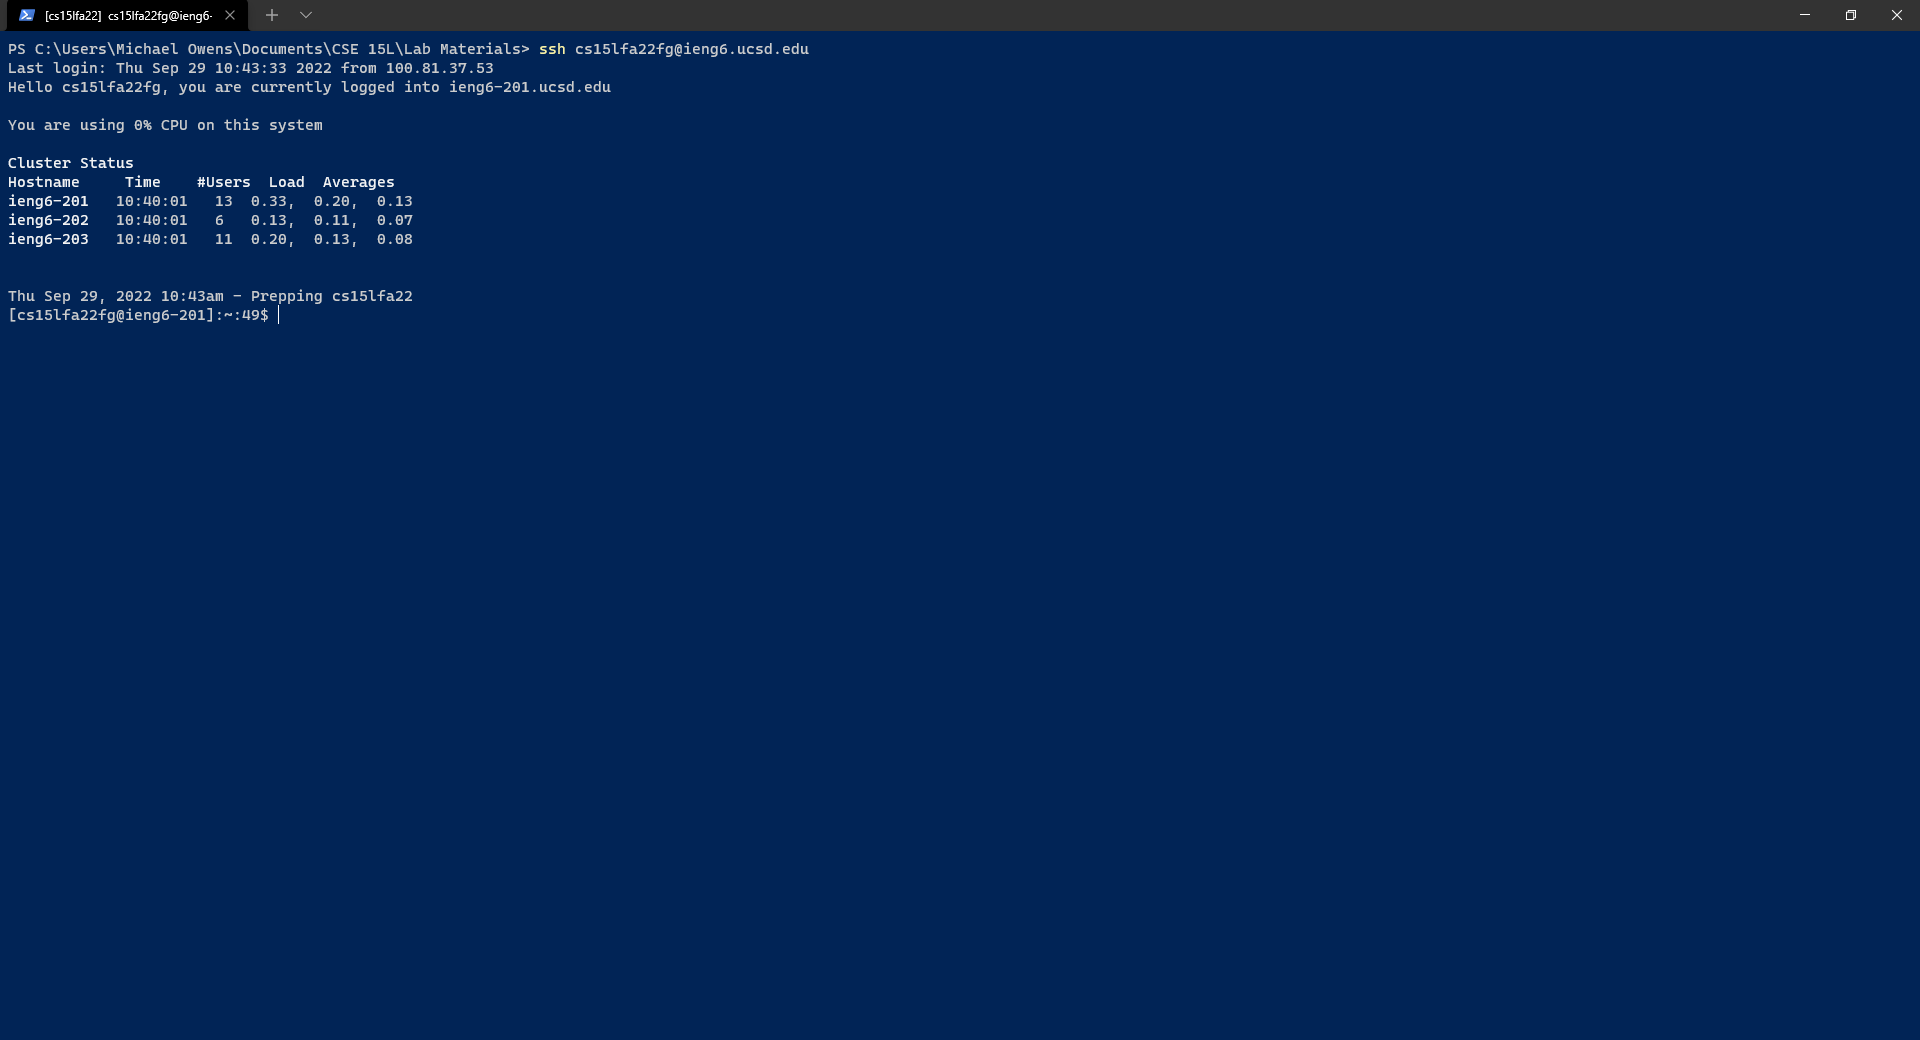 [cs15lfa22] cs15lfa22fg@ieng6-
PS C:\Users\Michael Owens\Documents\CSE 15L\Lab Materials> ssh cs15lfa22fg@ieng6.ucsd.edu
Last login: Thu Sep 29 10:43:33 2022 from 100.81.37.53
Hello cs15lfa22fg, you are currently logged into ieng6-201.ucsd.edu
You are using 0% CPU on this system
Cluster Status
Hostname     Time    #Users  Load  Averages
ieng6-201   10:40:01   13  0.33,  0.20,  0.13
ieng6-202   10:40:01   6   0.13,  0.11,  0.07
ieng6-203   10:40:01   11  0.20,  0.13,  0.08
Thu Sep 29, 2022 10:43am - Prepping cs15lfa22
[cs15lfa22fg@ieng6-201]:~:49$